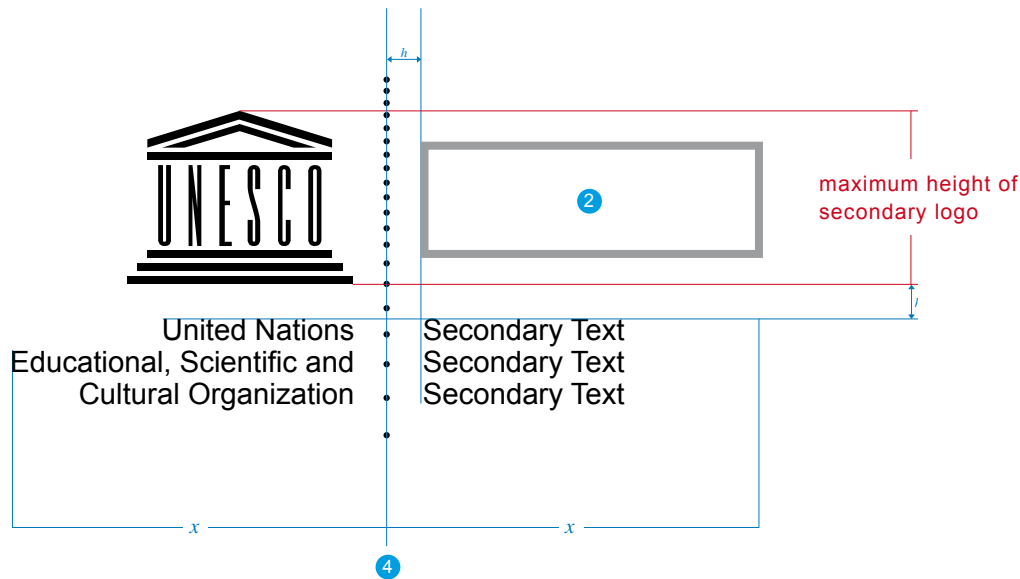 h
UNESCO
2
maximum height of
secondary logo
United Nations
Educational, Scientific and
Cultural Organization
Secondary Text
Secondary Text
Secondary Text
x
x
4